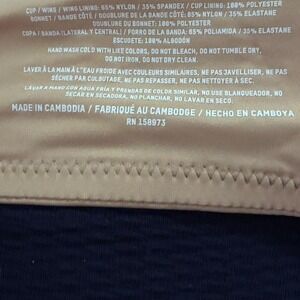 CUP / WING / WING LINING: 65% NYLON / 35% SPANDEX / CUP LINING: 100% POLYESTER
BONNET / BANDE CÔTÉ / DOUBLURE DE LA BANDE CÔTÉ: 65% NYLON / 35% ÉLASTANE
DOUBLURE DU BONNET: 100% POLYESTER
COPA / BANDA (LATERAL Y CENTRAL) / FORRO DE LA BANDA: 65% POLIAMIDA / 35% ELASTANE
100% ALGODÓN
HAND WASH COLD WITH LIKE COLORS, DO NOT BLEACH, DO NOT TUMBLE DRY,
DO NOT IRON, DO NOT DRY CLEAN.
LAVER À LA MAIN À L'EAU FROIDE AVEC COULEURS SIMILAIRES, NE PAS JAVELLISER, NE PAS
SÉCHER PAR CULBUTAGE, NE PAS REPASSER, NE PAS NETTOYER À SEC.
LAVAR A MANO CON AGUA FRÍA Y PRENDAS DE COLOR SIMILAR, NO USE BLANQUEADOR, NO
SECAR EN SECADORA, NO PLANCHAR, NO LAVAR EN SECO.
MADE IN CAMBODIA / FABRIQUÉ AU CAMBODGE / HECHO EN CAMBOYA
RN 158973